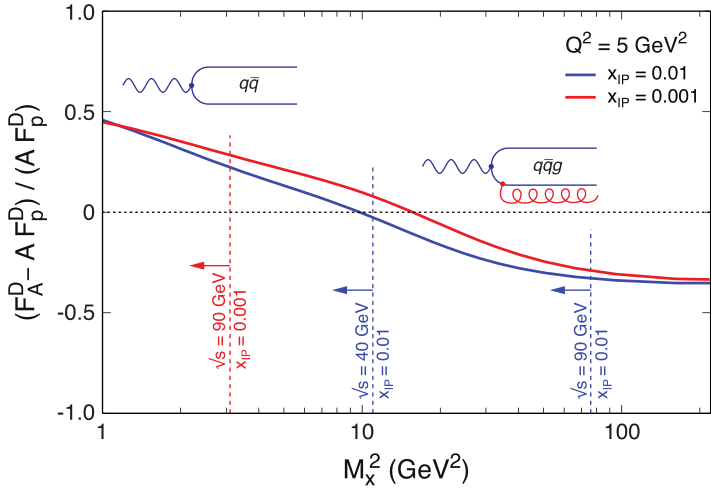 Q² = 5 GeV²
x_IP = 0.01
x_IP = 0.001
qq̄
qq̄g
(F_A^D − A F_p^D) / (A F_p^D)
1.0
0.5
0
-0.5
-1.0
√s = 90 GeV
x_IP = 0.001
√s = 40 GeV
x_IP = 0.01
√s = 90 GeV
x_IP = 0.01
1
10
100
M_x² (GeV²)